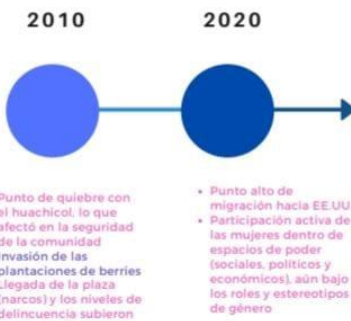 2010
2020
Punto de quiebre con
el huachicol, lo que
afectó en la seguridad
de la comunidad
Invasión de las
plantaciones de berries
Llegada de la plaza
(narcos) y los niveles de
delincuencia subieron
• Punto alto de
migración hacia EE.UU
• Participación activa de
las mujeres dentro de
espacios de poder
(sociales, políticos y
económicos), aún bajo
los roles y estereotipos
de género